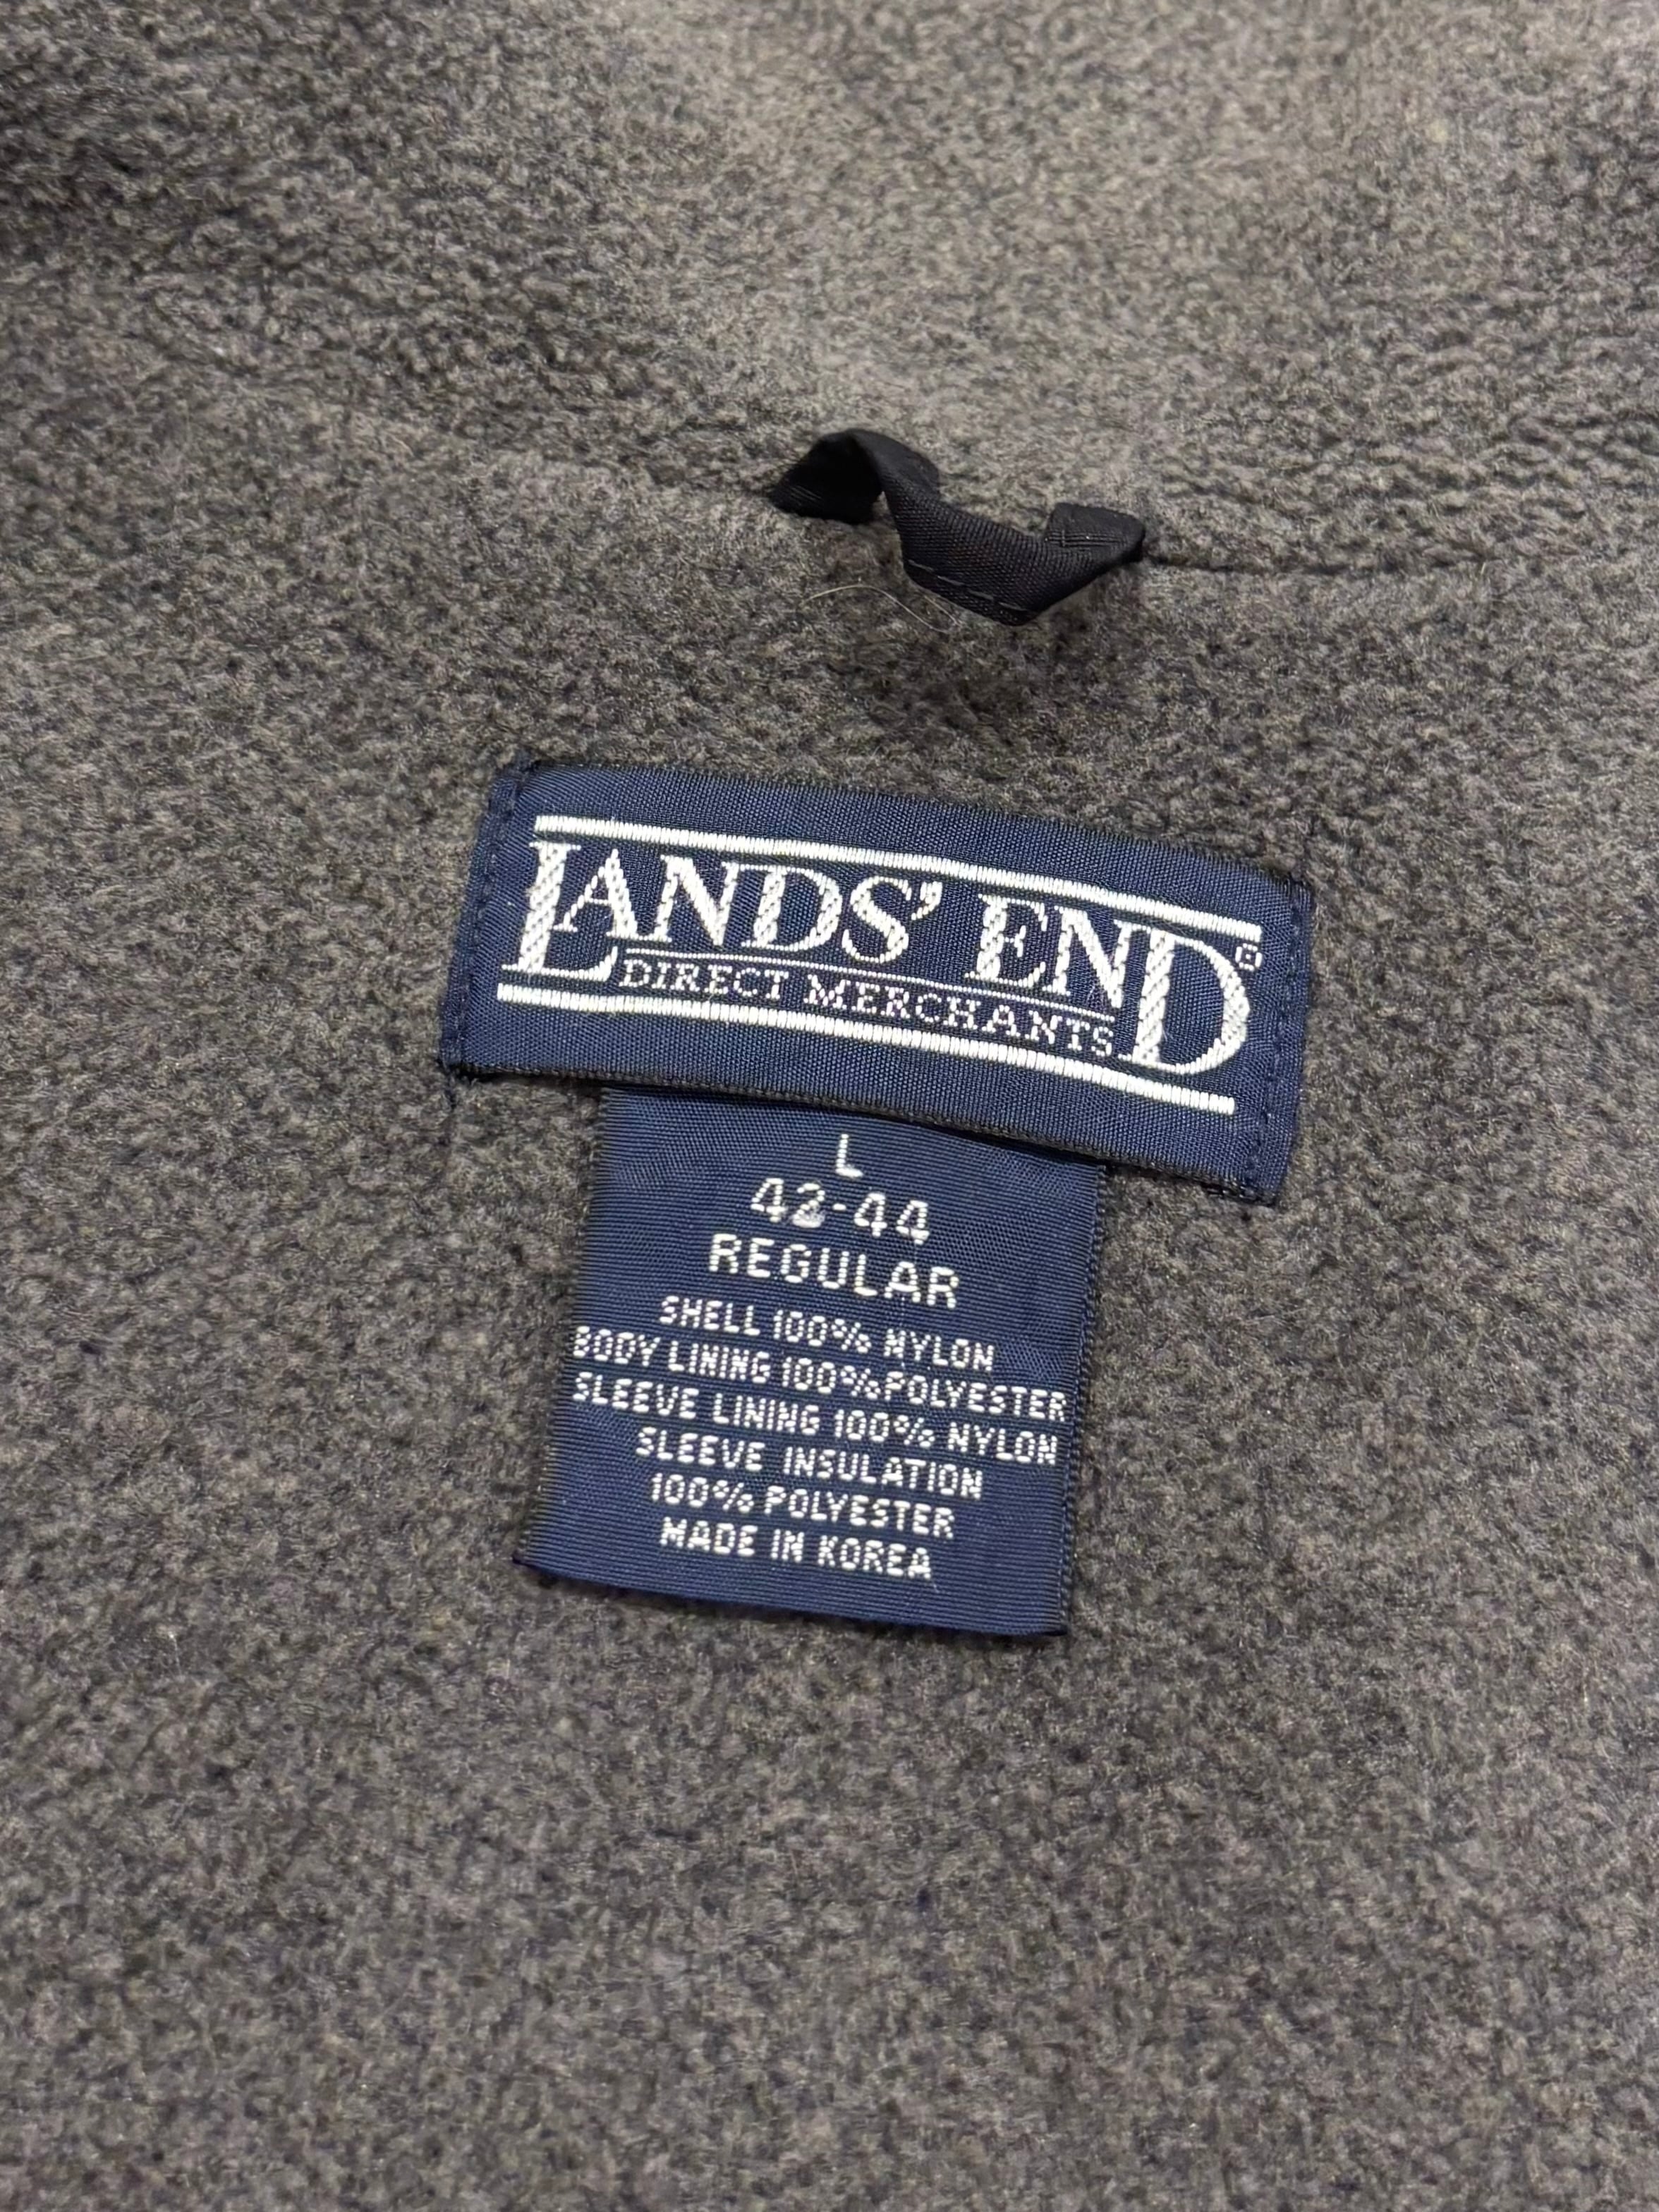 LANDS' END®
DIRECT MERCHANTS
L
42-44
REGULAR
SHELL 100% NYLON
BODY LINING 100% POLYESTER
SLEEVE LINING 100% NYLON
SLEEVE INSULATION
100% POLYESTER
MADE IN KOREA